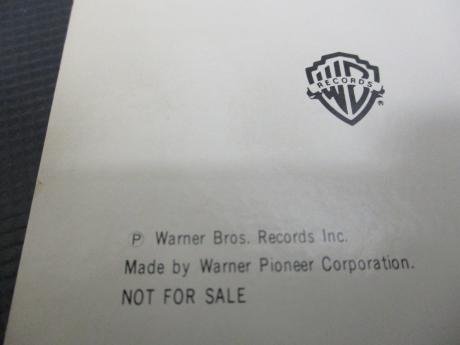 WB
RECORDS
®
Ⓟ Warner Bros. Records Inc.
Made by Warner Pioneer Corporation.
NOT FOR SALE